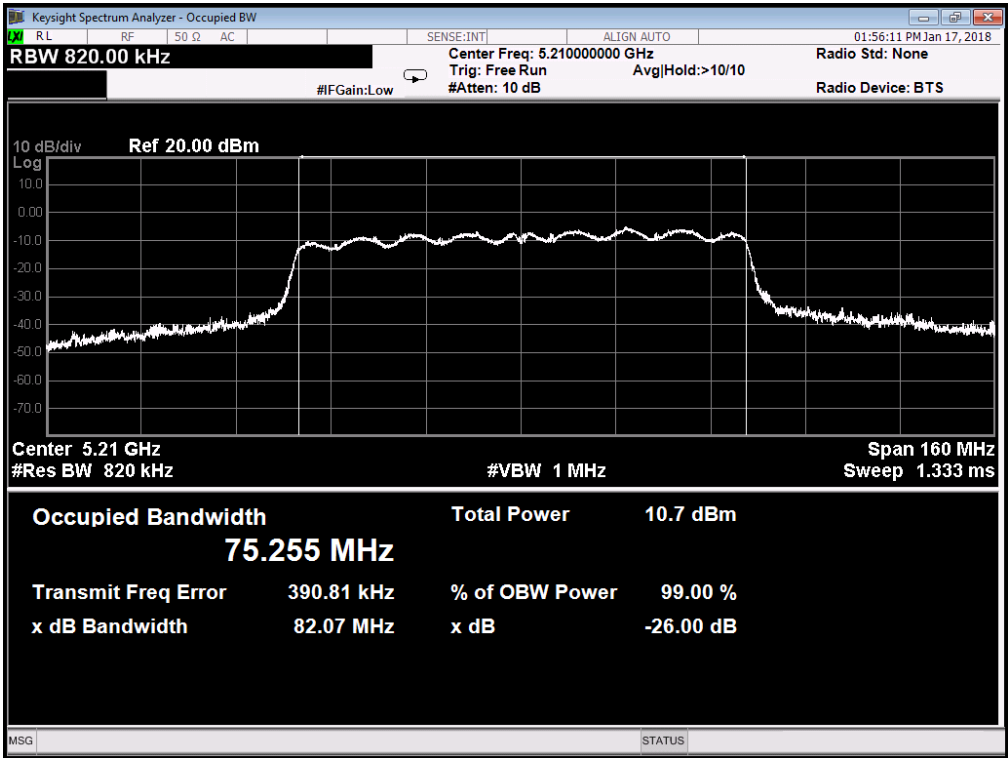 Keysight Spectrum Analyzer - Occupied BW
LXI RL RF 50 Ω AC SENSE:INT ALIGN AUTO 01:56:11 PM Jan 17, 2018
RBW 820.00 kHz Center Freq: 5.210000000 GHz Radio Std: None
Trig: Free Run Avg|Hold:>10/10
#IFGain:Low #Atten: 10 dB Radio Device: BTS
10 dB/div Ref 20.00 dBm
Log
10.0
0.00
-10.0
-20.0
-30.0
-40.0
-50.0
-60.0
-70.0
Center 5.21 GHz Span 160 MHz
#Res BW 820 kHz #VBW 1 MHz Sweep 1.333 ms
Occupied Bandwidth Total Power 10.7 dBm
75.255 MHz
Transmit Freq Error 390.81 kHz % of OBW Power 99.00 %
x dB Bandwidth 82.07 MHz x dB -26.00 dB
MSG STATUS